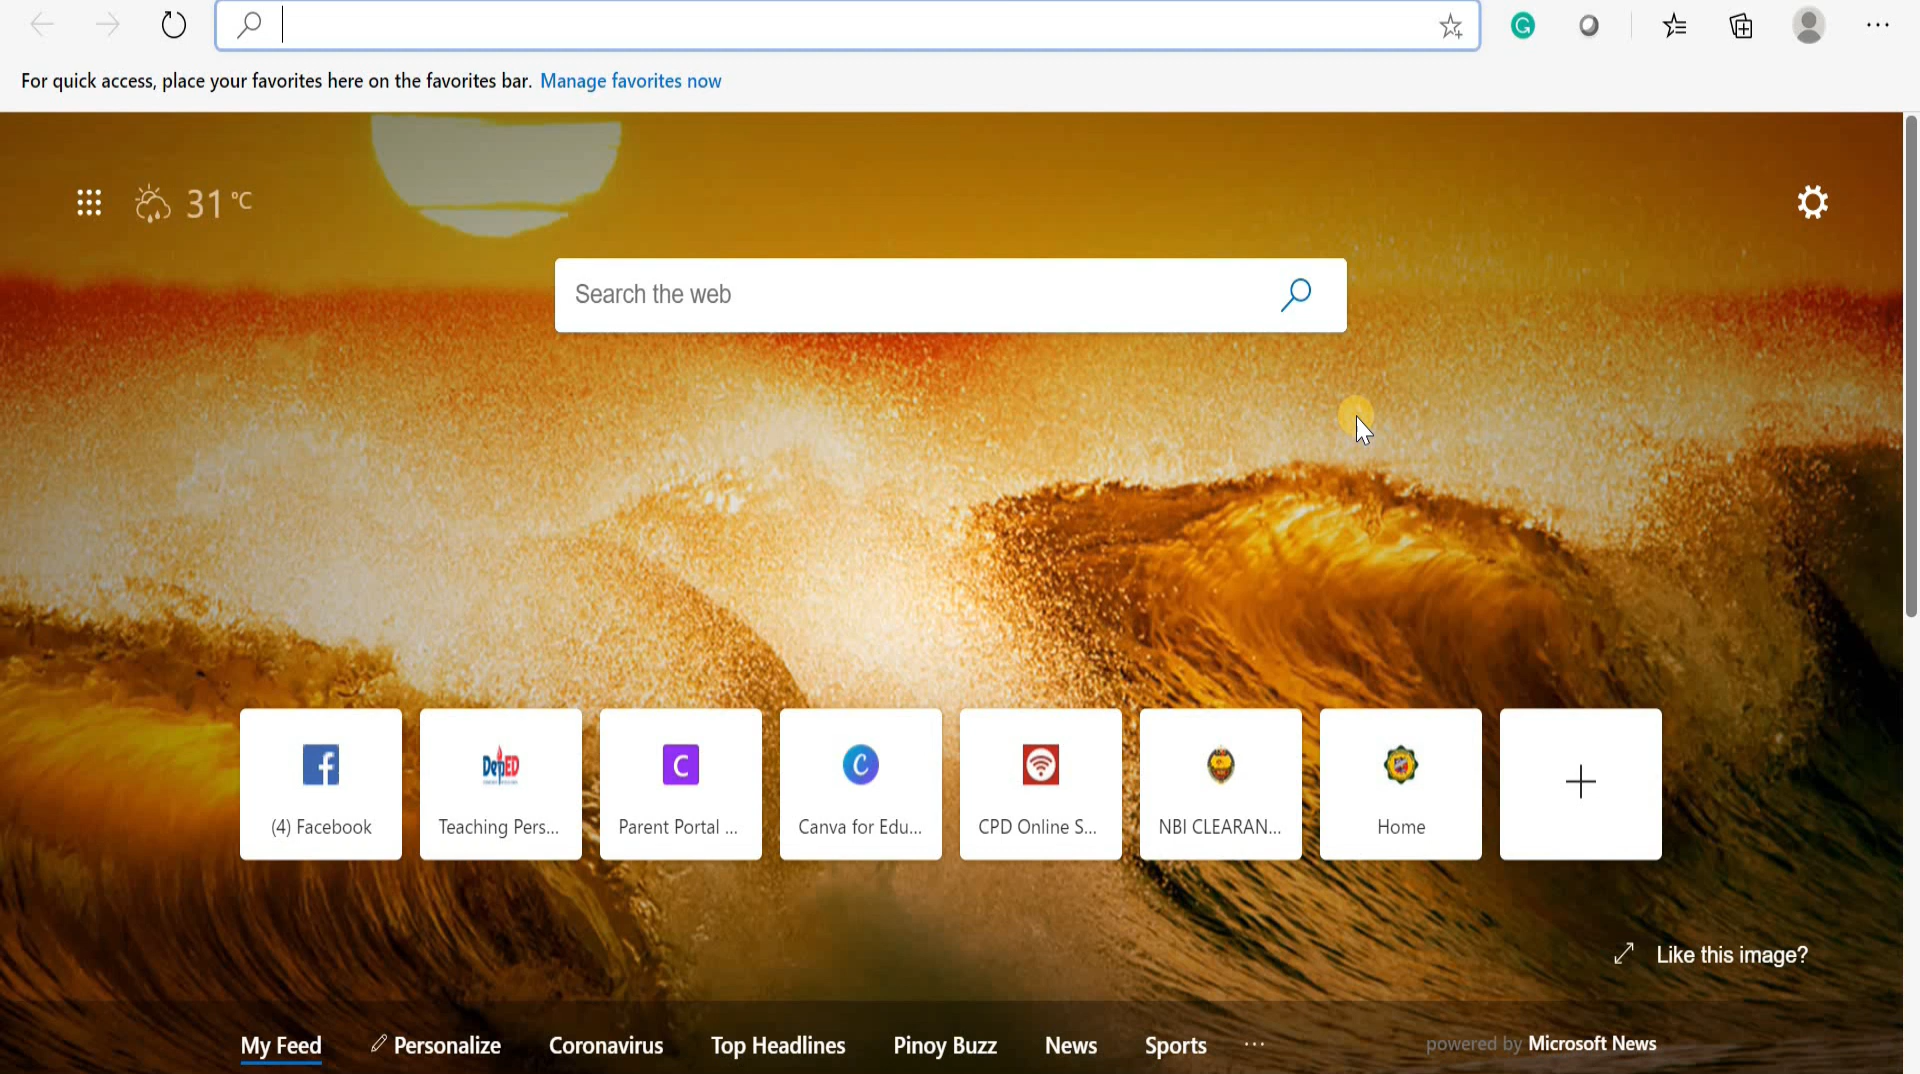 For quick access, place your favorites here on the favorites bar. Manage favorites now
31 °C
Search the web
DepED
C
C
(4) Facebook
Teaching Pers...
Parent Portal ...
Canva for Edu...
CPD Online S...
NBI CLEARAN...
Home
Like this image?
My Feed
Personalize
Coronavirus
Top Headlines
Pinoy Buzz
News
Sports
...
powered by Microsoft News